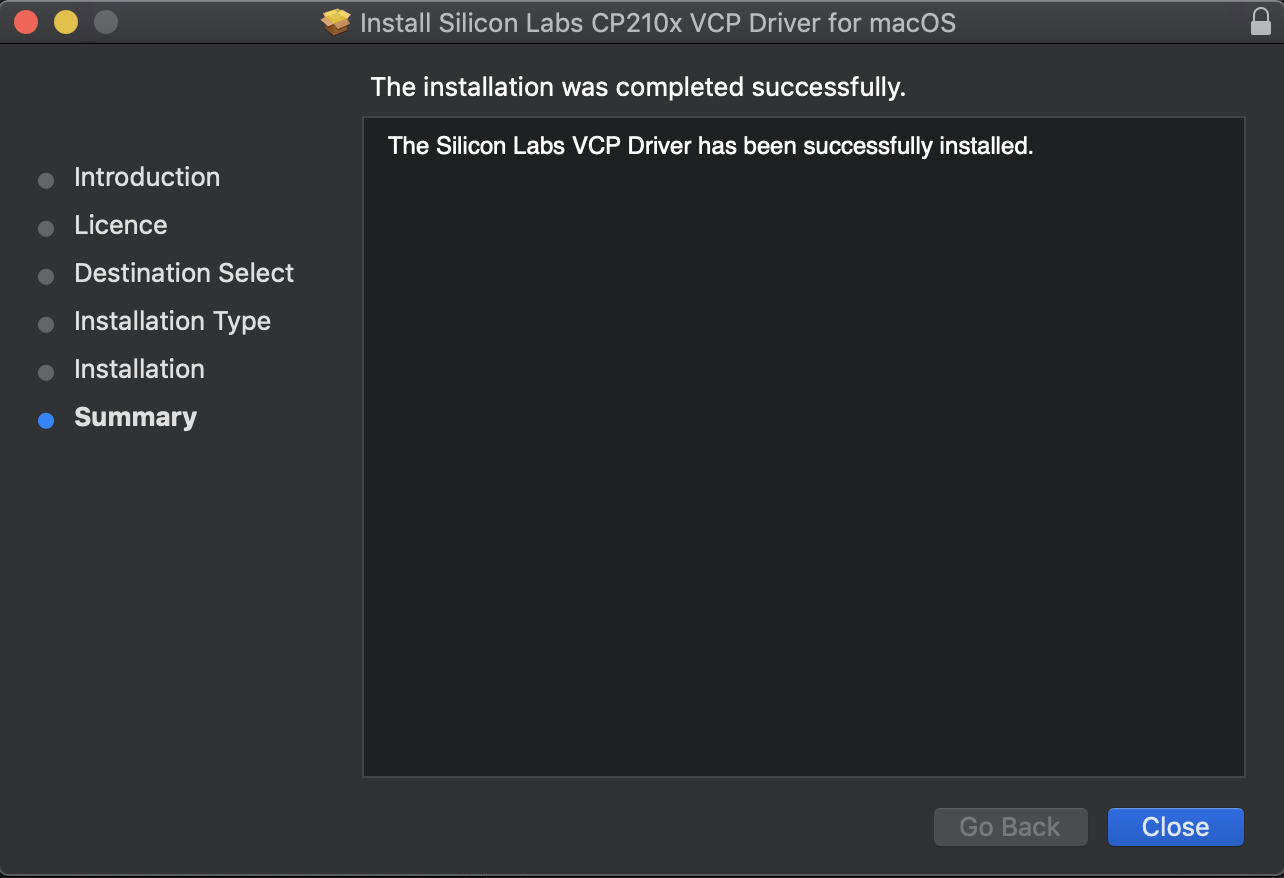 Install Silicon Labs CP210x VCP Driver for macOS
The installation was completed successfully.
The Silicon Labs VCP Driver has been successfully installed.
Introduction
Licence
Destination Select
Installation Type
Installation
Summary
Go Back
Close